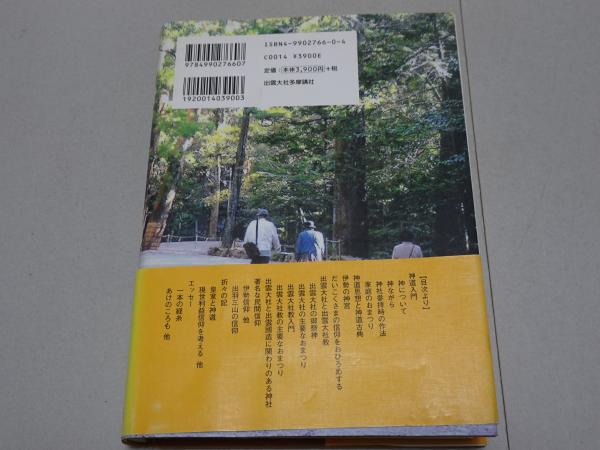 ISBN4-9902766-0-4
C0014 ¥3900E
定価 本体3,900円+税
出雲大社多摩講社
9784990276607
1920014039003
【目次より】
神道入門
神について
神ながら
神社参拝時の作法
家庭のおまつり
神道思想と神道古典
伊勢の神宮
だいこくさまの信仰をおひろめする
出雲大社と出雲大社教
出雲大社の御祭神
出雲大社の主要なおまつり
出雲大社教入門
出雲大社教の主要なおまつり
出雲大社と出雲國造に関わりのある神社
著名な民間信仰
伊勢信仰 他
出羽三山の信仰
折々の記
皇室と神道
現世利益信仰を考える 他
エッセー
一本の経糸
あけのころも 他